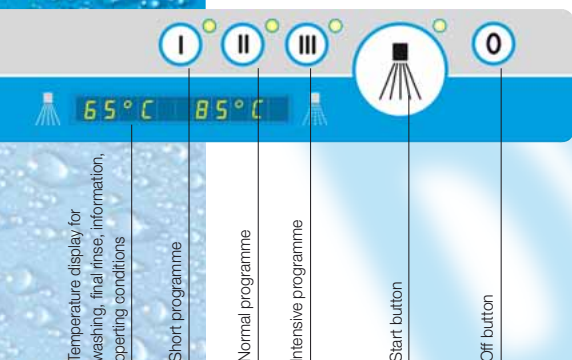 I II III O
65°C 85°C
Temperature display for
washing, final rinse, information,
operting conditions
Short programme
Normal programme
Intensive programme
Start button
Off button